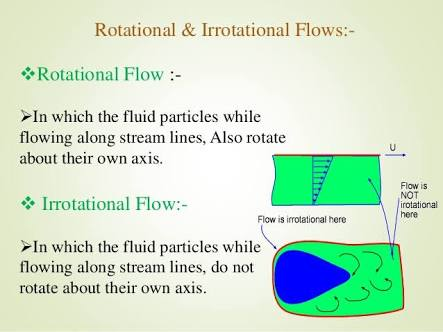 Rotational & Irrotational Flows:-
❖Rotational Flow :-
➢In which the fluid particles while
flowing along stream lines, Also rotate
about their own axis.
❖ Irrotational Flow:-
➢In which the fluid particles while
flowing along stream lines, do not
rotate about their own axis.
U
Flow is
NOT
irrotational
here
Flow is irrotational here